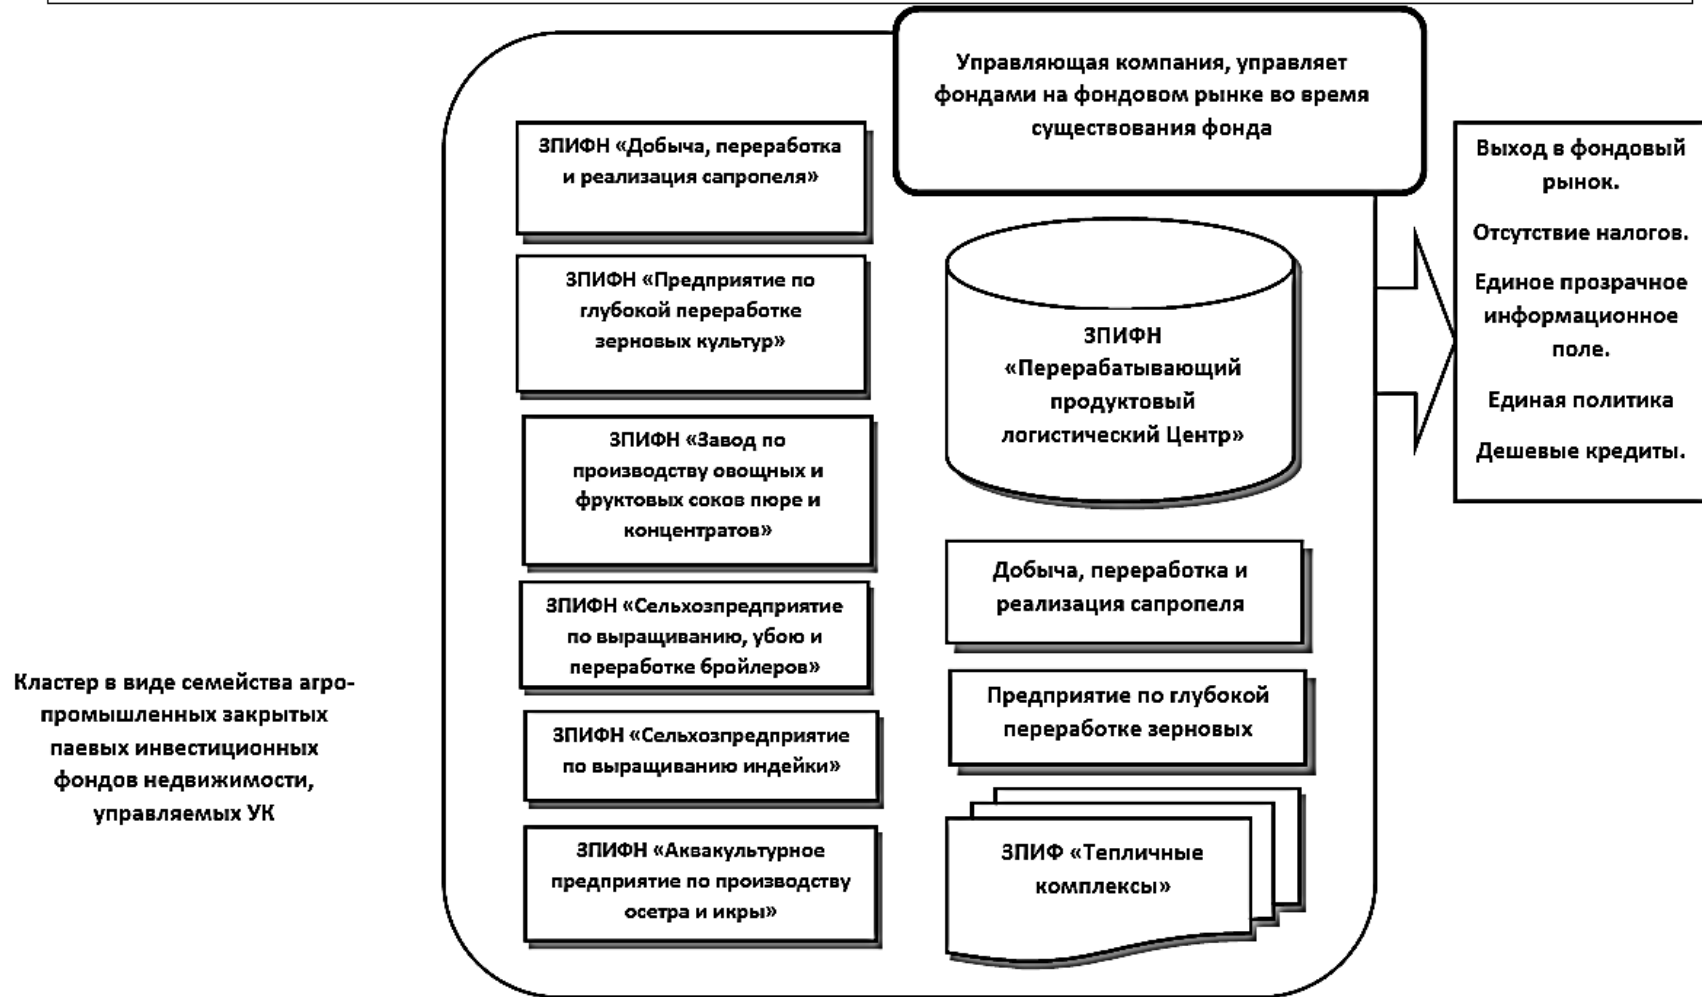 Управляющая компания, управляет
фондами на фондовом рынке во время
существования фонда
ЗПИФН «Добыча, переработка
и реализация сапропеля»
ЗПИФН «Предприятие по
глубокой переработке
зерновых культур»
ЗПИФН «Завод по
производству овощных и
фруктовых соков пюре и
концентратов»
ЗПИФН «Сельхозпредприятие
по выращиванию, убою и
переработке бройлеров»
ЗПИФН «Сельхозпредприятие
по выращиванию индейки»
ЗПИФН «Аквакультурное
предприятие по производству
осетра и икры»
ЗПИФН
«Перерабатывающий
продуктовый
логистический Центр»
Добыча, переработка и
реализация сапропеля
Предприятие по глубокой
переработке зерновых
ЗПИФ «Тепличные
комплексы»
Выход в фондовый
рынок.
Отсутствие налогов.
Единое прозрачное
информационное
поле.
Единая политика
Дешевые кредиты.
Кластер в виде семейства агро-
промышленных закрытых
паевых инвестиционных
фондов недвижимости,
управляемых УК